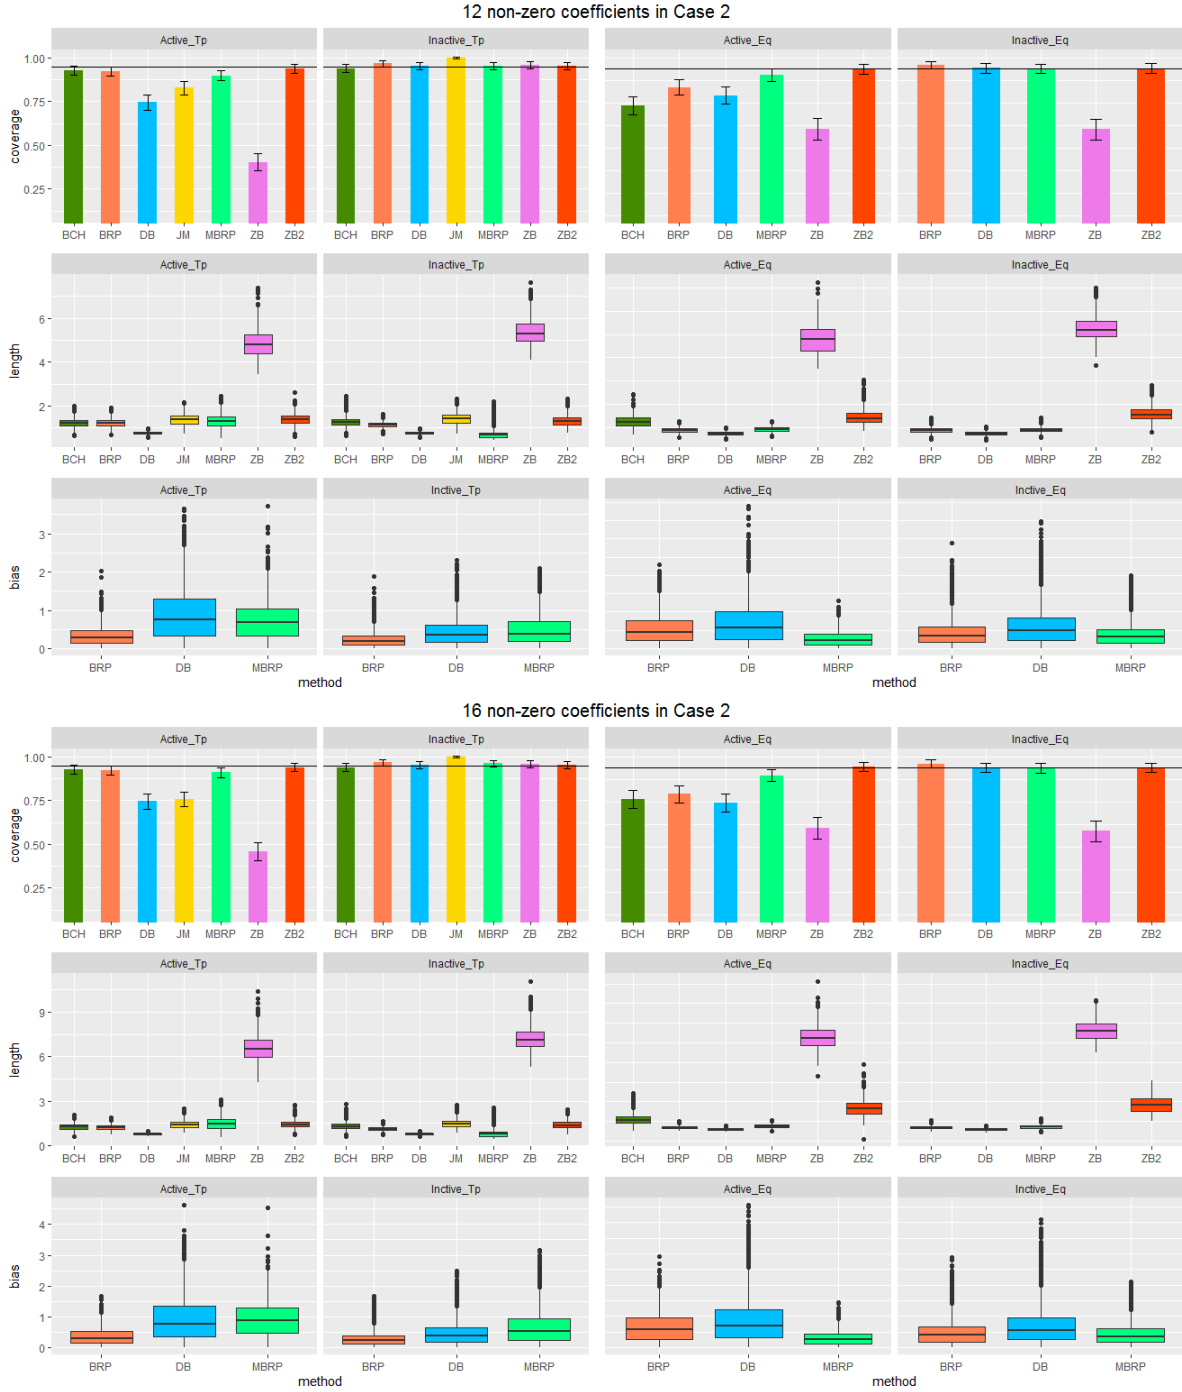 12 non-zero coefficients in Case 2
Active_Tp Inactive_Tp Active_Eq Inactive_Eq
coverage
1.00
0.75
0.50
0.25
BCH BRP DB JM MBRP ZB ZB2 BCH BRP DB JM MBRP ZB ZB2 BCH BRP DB MBRP ZB ZB2 BRP DB MBRP ZB ZB2
Active_Tp Inactive_Tp Active_Eq Inactive_Eq
length
6
4
2
BCH BRP DB JM MBRP ZB ZB2 BCH BRP DB JM MBRP ZB ZB2 BCH BRP DB MBRP ZB ZB2 BRP DB MBRP ZB ZB2
Active_Tp Inctive_Tp Active_Eq Inctive_Eq
bias
3
2
1
0
BRP DB MBRP BRP DB MBRP BRP DB MBRP BRP DB MBRP
method method
16 non-zero coefficients in Case 2
Active_Tp Inactive_Tp Active_Eq Inactive_Eq
coverage
1.00
0.75
0.50
0.25
BCH BRP DB JM MBRP ZB ZB2 BCH BRP DB JM MBRP ZB ZB2 BCH BRP DB MBRP ZB ZB2 BRP DB MBRP ZB ZB2
Active_Tp Inactive_Tp Active_Eq Inactive_Eq
length
9
6
3
0
BCH BRP DB JM MBRP ZB ZB2 BCH BRP DB JM MBRP ZB ZB2 BCH BRP DB MBRP ZB ZB2 BRP DB MBRP ZB ZB2
Active_Tp Inctive_Tp Active_Eq Inctive_Eq
bias
4
3
2
1
0
BRP DB MBRP BRP DB MBRP BRP DB MBRP BRP DB MBRP
method method